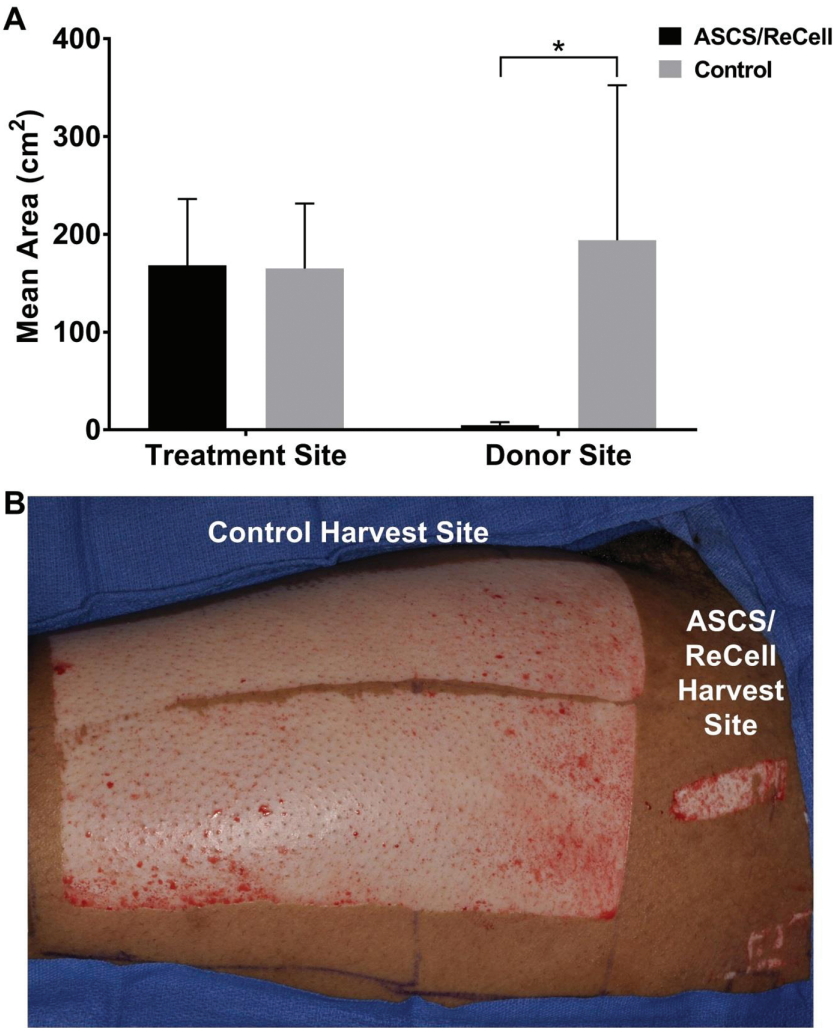 A
400
300
200
100
0
Mean Area (cm²)
*
ASCS/ReCell
Control
Treatment Site
Donor Site
B
Control Harvest Site
ASCS/
ReCell
Harvest
Site